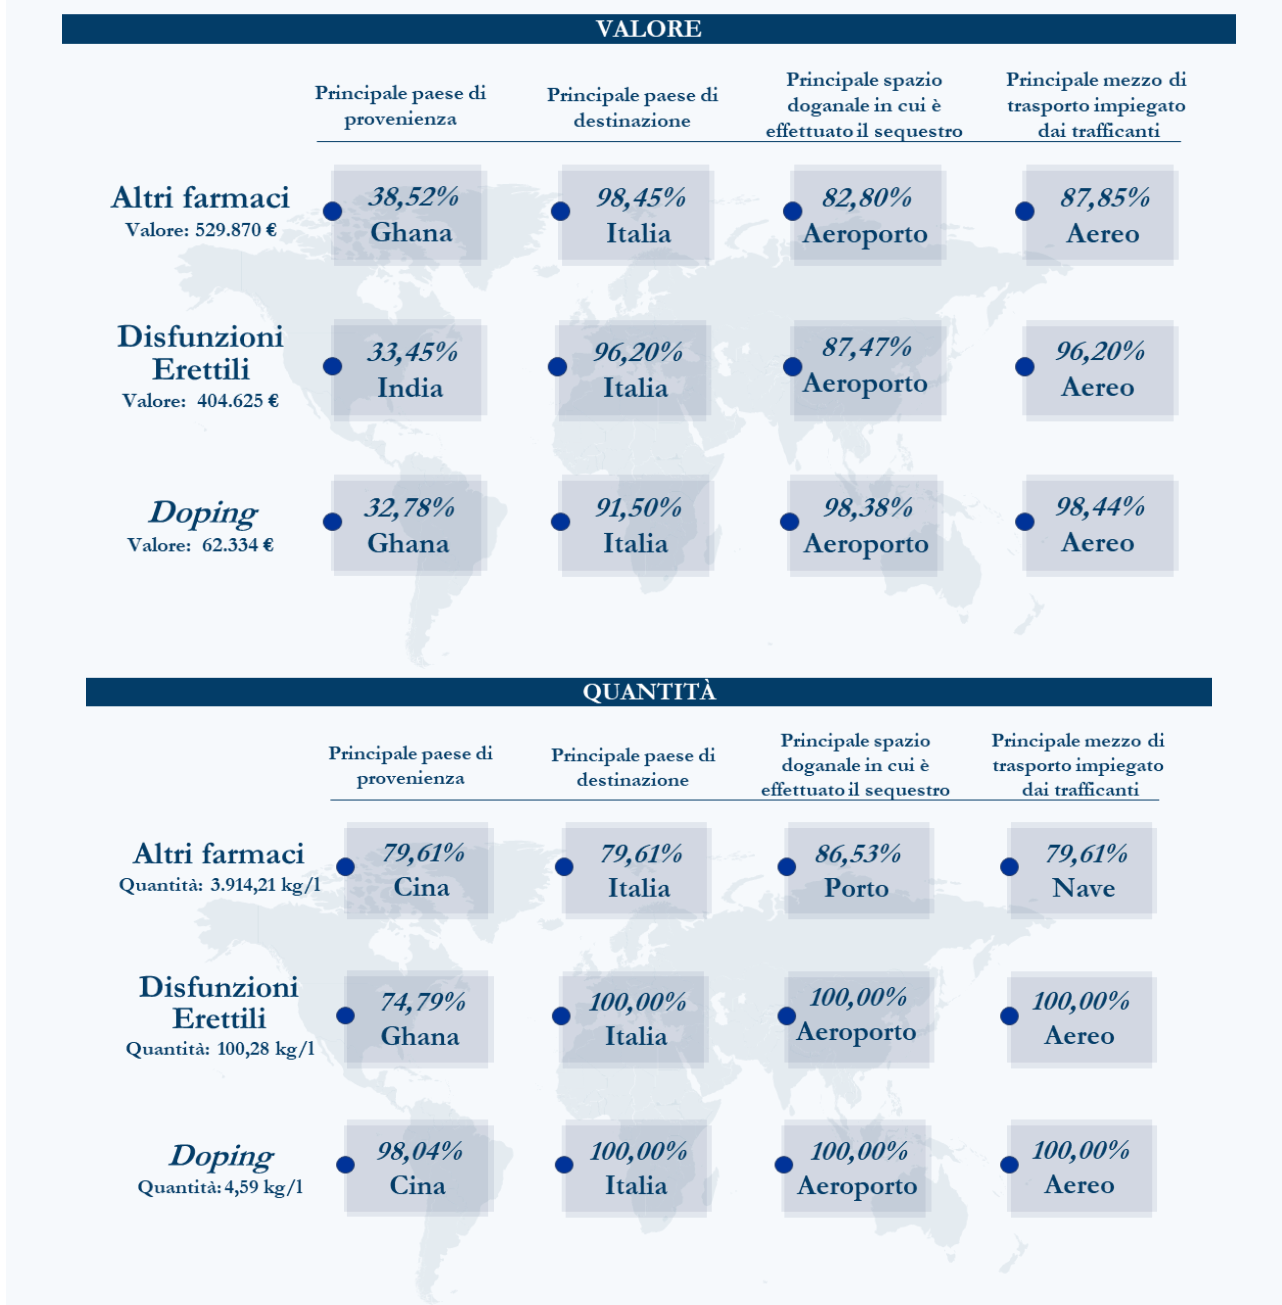 VALORE
Principale paese di
provenienza
Principale paese di
destinazione
Principale spazio
doganale in cui è
effettuato il sequestro
Principale mezzo di
trasporto impiegato
dai trafficanti
Altri farmaci
Valore: 529.870 €
38,52%
Ghana
98,45%
Italia
82,80%
Aeroporto
87,85%
Aereo
Disfunzioni
Erettili
Valore: 404.625 €
33,45%
India
96,20%
Italia
87,47%
Aeroporto
96,20%
Aereo
Doping
Valore: 62.334 €
32,78%
Ghana
91,50%
Italia
98,38%
Aeroporto
98,44%
Aereo
QUANTITÀ
Principale paese di
provenienza
Principale paese di
destinazione
Principale spazio
doganale in cui è
effettuato il sequestro
Principale mezzo di
trasporto impiegato
dai trafficanti
Altri farmaci
Quantità: 3.914,21 kg/l
79,61%
Cina
79,61%
Italia
86,53%
Porto
79,61%
Nave
Disfunzioni
Erettili
Quantità: 100,28 kg/l
74,79%
Ghana
100,00%
Italia
100,00%
Aeroporto
100,00%
Aereo
Doping
Quantità: 4,59 kg/l
98,04%
Cina
100,00%
Italia
100,00%
Aeroporto
100,00%
Aereo